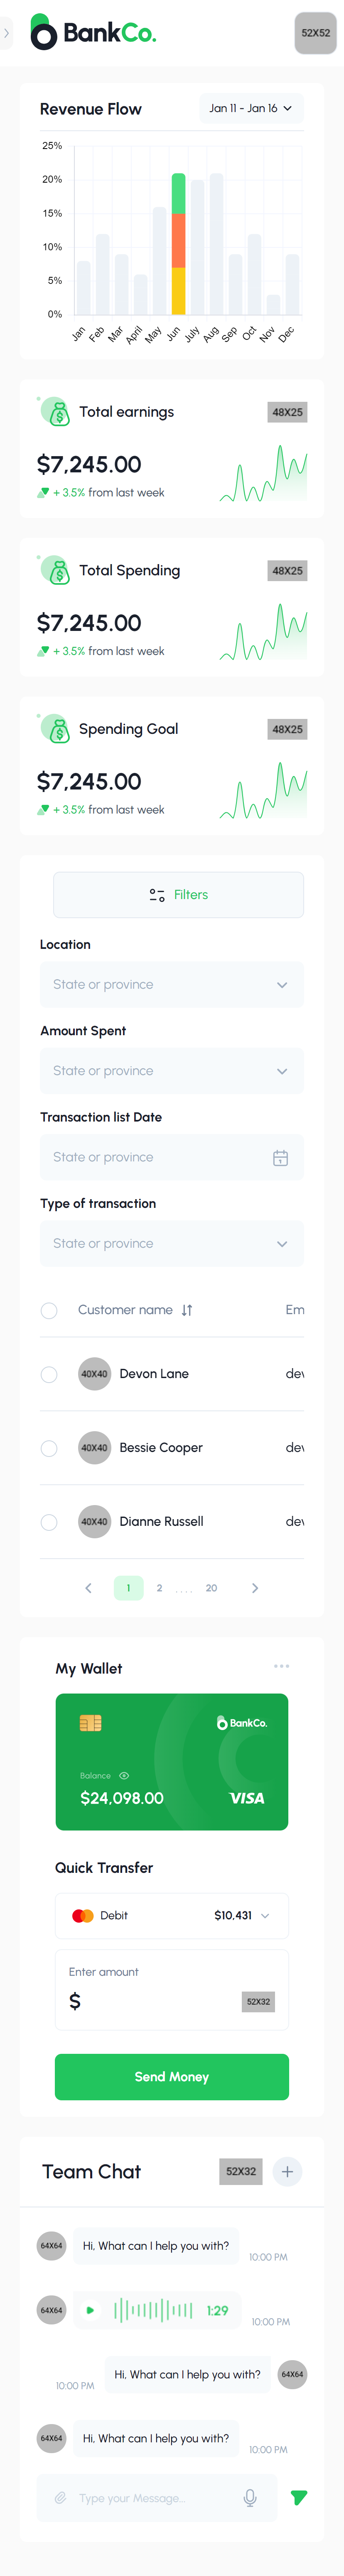 BankCo.
52X52
Revenue Flow
Jan 11 - Jan 16
25%
20%
15%
10%
5%
0%
Jan Feb Mar April May Jun July Aug Sep Oct Nov Dec
Total earnings
48X25
$7,245.00
+ 3.5% from last week
Total Spending
48X25
$7,245.00
+ 3.5% from last week
Spending Goal
48X25
$7,245.00
+ 3.5% from last week
Filters
Location
State or province
Amount Spent
State or province
Transaction list Date
State or province
Type of transaction
State or province
Customer name Em
40X40 Devon Lane dev
40X40 Bessie Cooper dev
40X40 Dianne Russell dev
1 2 .... 20
My Wallet
BankCo.
Balance
$24,098.00 VISA
Quick Transfer
Debit $10,431
Enter amount
$ 52X32
Send Money
Team Chat 52X32
64X64 Hi, What can I help you with?
10:00 PM
64X64 1:29
10:00 PM
Hi, What can I help you with? 64X64
10:00 PM
64X64 Hi, What can I help you with?
10:00 PM
Type your Message...